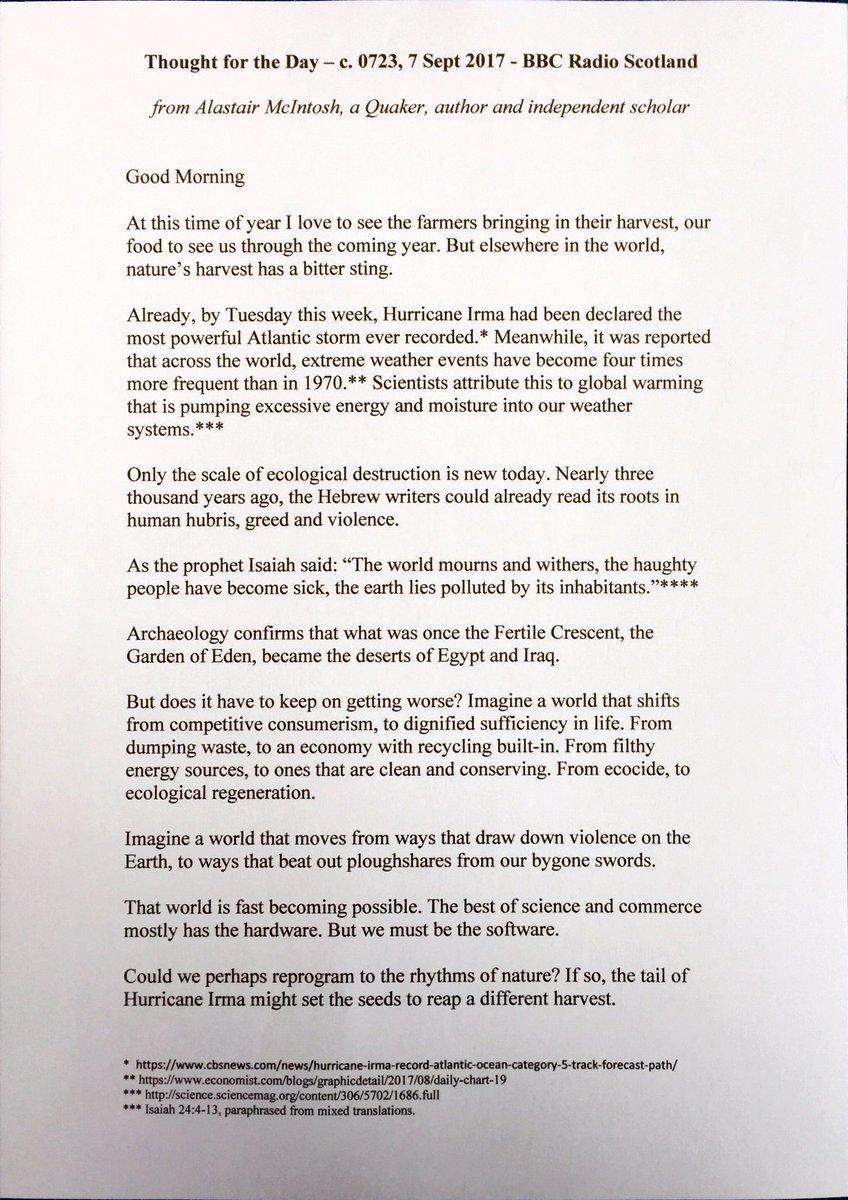 Thought for the Day – c. 0723, 7 Sept 2017 - BBC Radio Scotland
from Alastair McIntosh, a Quaker, author and independent scholar
Good Morning
At this time of year I love to see the farmers bringing in their harvest, our
food to see us through the coming year. But elsewhere in the world,
nature's harvest has a bitter sting.
Already, by Tuesday this week, Hurricane Irma had been declared the
most powerful Atlantic storm ever recorded.* Meanwhile, it was reported
that across the world, extreme weather events have become four times
more frequent than in 1970.** Scientists attribute this to global warming
that is pumping excessive energy and moisture into our weather
systems.***
Only the scale of ecological destruction is new today. Nearly three
thousand years ago, the Hebrew writers could already read its roots in
human hubris, greed and violence.
As the prophet Isaiah said: “The world mourns and withers, the haughty
people have become sick, the earth lies polluted by its inhabitants.”****
Archaeology confirms that what was once the Fertile Crescent, the
Garden of Eden, became the deserts of Egypt and Iraq.
But does it have to keep on getting worse? Imagine a world that shifts
from competitive consumerism, to dignified sufficiency in life. From
dumping waste, to an economy with recycling built-in. From filthy
energy sources, to ones that are clean and conserving. From ecocide, to
ecological regeneration.
Imagine a world that moves from ways that draw down violence on the
Earth, to ways that beat out ploughshares from our bygone swords.
That world is fast becoming possible. The best of science and commerce
mostly has the hardware. But we must be the software.
Could we perhaps reprogram to the rhythms of nature? If so, the tail of
Hurricane Irma might set the seeds to reap a different harvest.
* https://www.cbsnews.com/news/hurricane-irma-record-atlantic-ocean-category-5-track-forecast-path/
** https://www.economist.com/blogs/graphicdetail/2017/08/daily-chart-19
*** http://science.sciencemag.org/content/306/5702/1686.full
*** Isaiah 24:4-13, paraphrased from mixed translations.